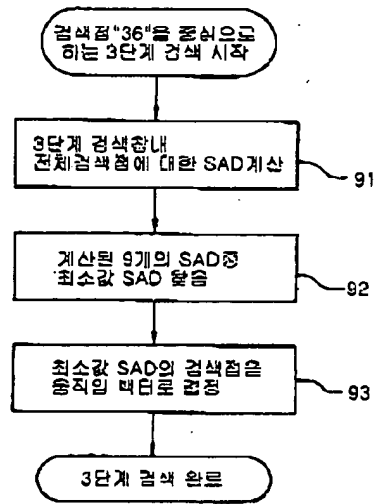 검색점"36"을 중심으로
하는 3단계 검색 시작
3단계 검색창내
전체검색점에 대한 SAD계산
91
계산된 9개의 SAD중
최소값 SAD 찾음
92
최소값 SAD의 검색점을
움직임 벡터로 결정
93
3단계 검색 완료